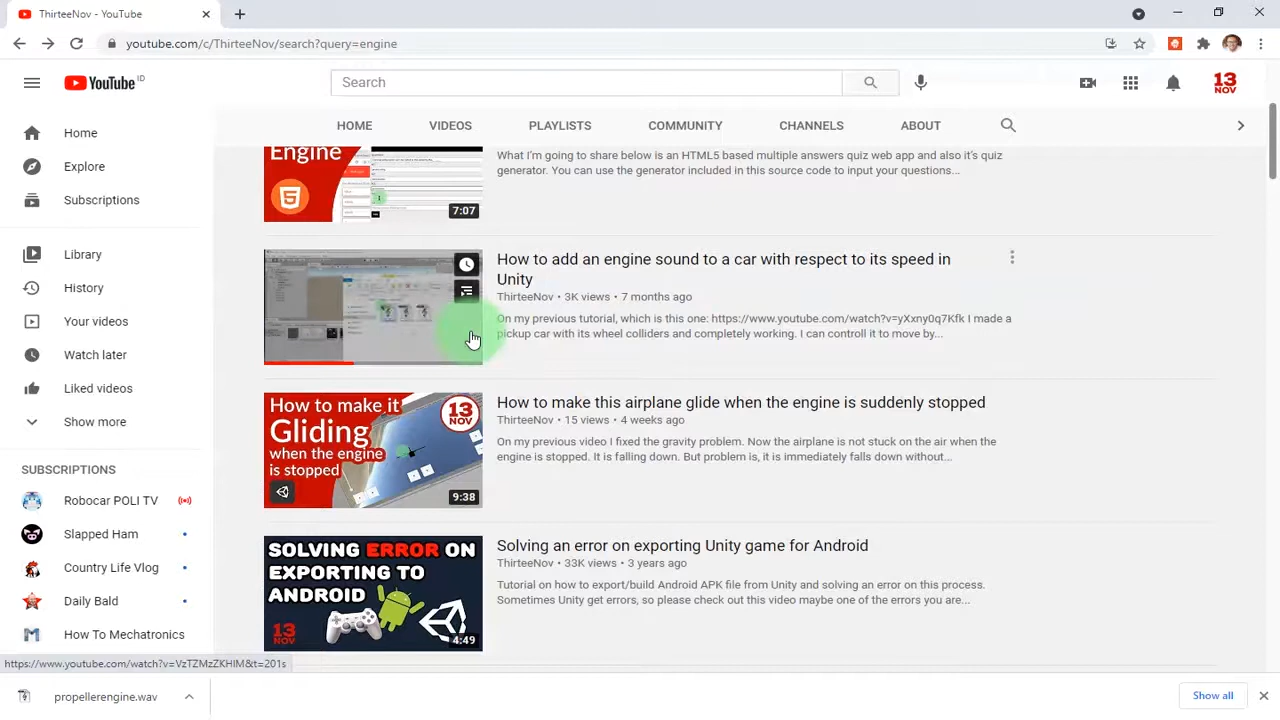 ThirteeNov - YouTube
youtube.com/c/ThirteeNov/search?query=engine
YouTube ID
Search
13
NOV
HOME VIDEOS PLAYLISTS COMMUNITY CHANNELS ABOUT
Home
Explore
Subscriptions
Library
History
Your videos
Watch later
Liked videos
Show more
SUBSCRIPTIONS
Robocar POLI TV
Slapped Ham
Country Life Vlog
Daily Bald
How To Mechatronics
Engine
7:07
What I'm going to share below is an HTML5 based multiple answers quiz web app and also it's quiz
generator. You can use the generator included in this source code to input your questions...
How to add an engine sound to a car with respect to its speed in
Unity
ThirteeNov • 3K views • 7 months ago
On my previous tutorial, which is this one: https://www.youtube.com/watch?v=yXxny0q7Kfk I made a
pickup car with its wheel colliders and completely working. I can controll it to move by...
How to make it
Gliding
when the engine
is stopped
13
NOV
9:38
How to make this airplane glide when the engine is suddenly stopped
ThirteeNov • 15 views • 4 weeks ago
On my previous video I fixed the gravity problem. Now the airplane is not stuck on the air when the
engine is stopped. It is falling down. But problem is, it is immediately falls down without...
SOLVING ERROR ON
EXPORTING TO
ANDROID
13
NOV
4:49
Solving an error on exporting Unity game for Android
ThirteeNov • 33K views • 3 years ago
Tutorial on how to export/build Android APK file from Unity and solving an error on this process.
Sometimes Unity get errors, so please check out this video maybe one of the errors you are...
https://www.youtube.com/watch?v=VzTZMzZKHIM&t=201s
propellerengine.wav
Show all